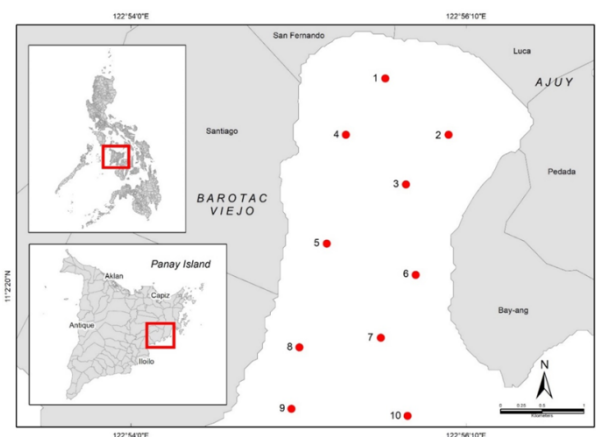 122°54'0"E 122°56'10"E
San Fernando
Luca
AJUY
1
Santiago
4
2
Pedada
3
BAROTAC
VIEJO
5
Panay Island
Aklan
6
11°2'20"N
Capiz
Antique
Bay-ang
7
8
N
Iloilo
9
10
Kilometers
122°54'0"E 122°56'10"E